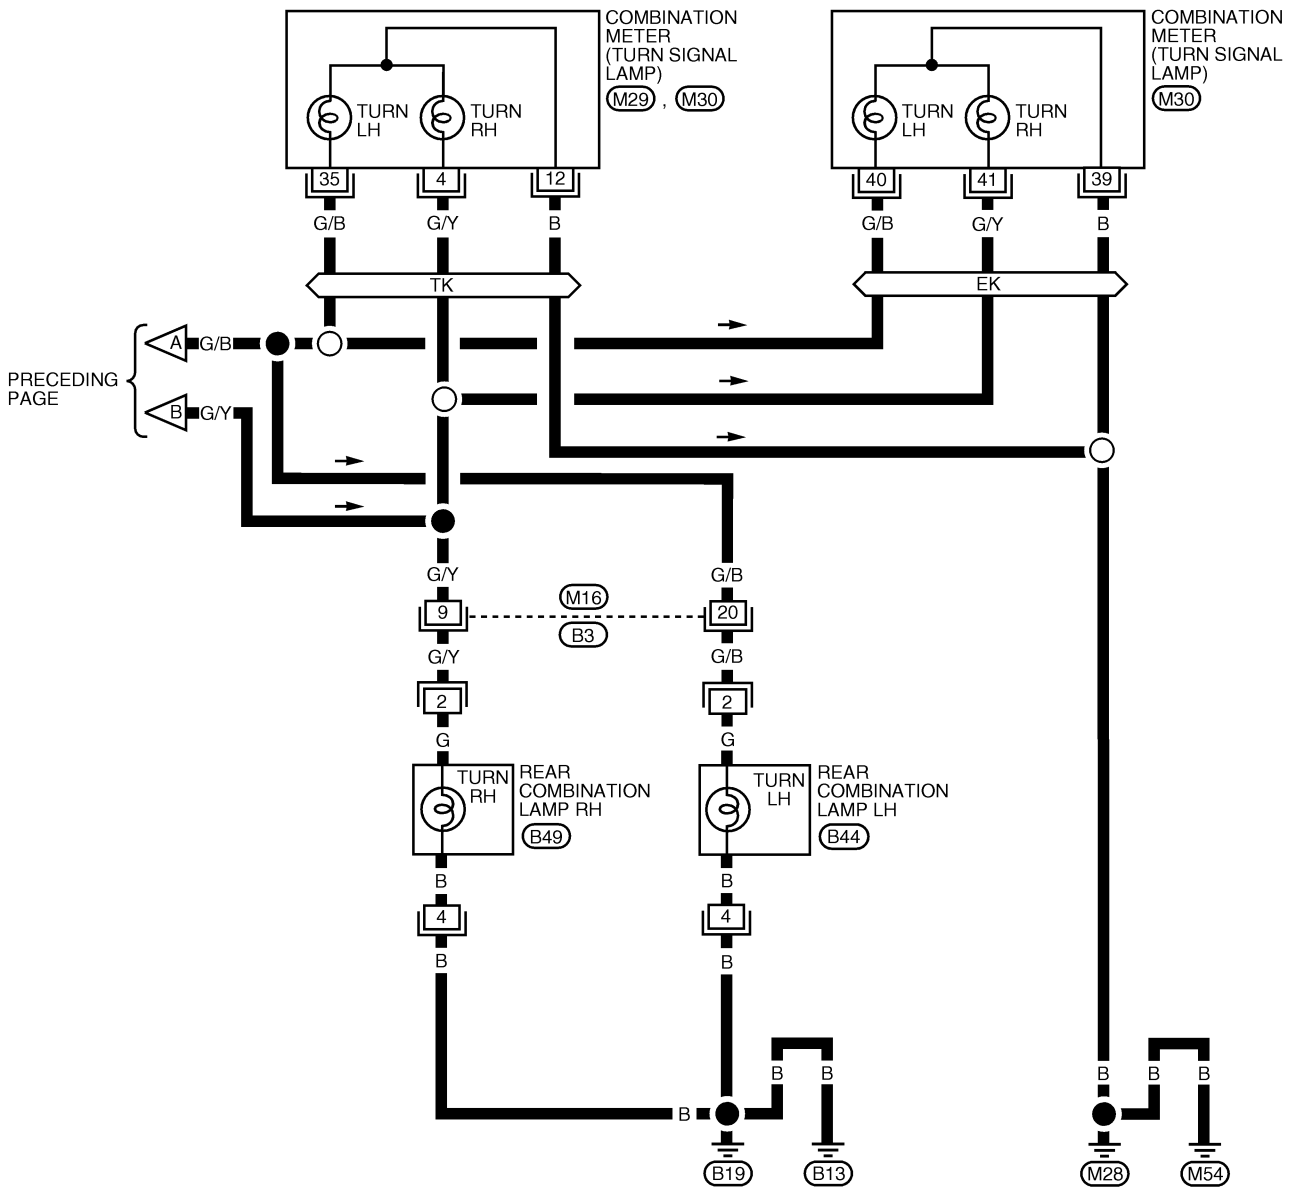 COMBINATION
METER
(TURN SIGNAL
LAMP)
M29 , M30
COMBINATION
METER
(TURN SIGNAL
LAMP)
M30
TURN
LH
TURN
RH
TURN
LH
TURN
RH
35
4
12
40
41
39
G/B
G/Y
B
G/B
G/Y
B
TK
EK
A
G/B
PRECEDING
PAGE
B
G/Y
G/Y
G/B
9
M16
20
B3
G/Y
G/B
2
2
G
G
TURN
RH
REAR
COMBINATION
LAMP RH
B49
TURN
LH
REAR
COMBINATION
LAMP LH
B44
B
B
4
4
B
B
B
B
B
B
B
B
B19
B13
M28
M54